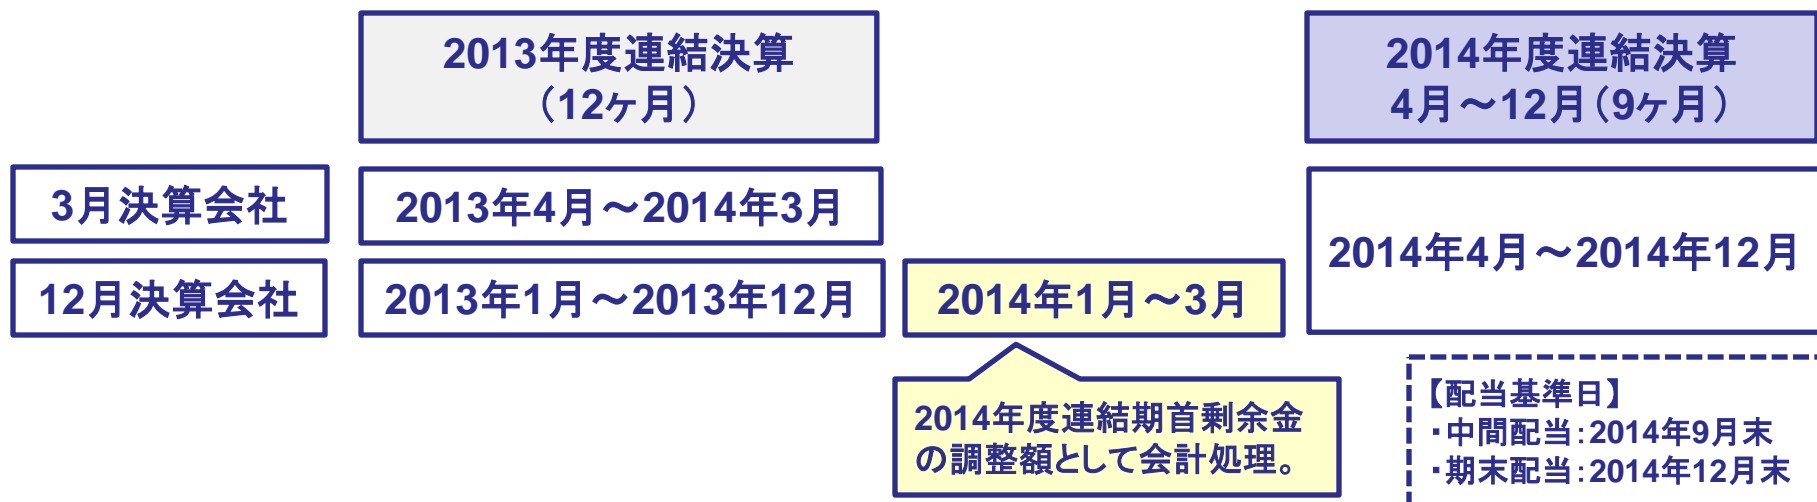 2013年度連結決算
（12ヶ月）
2014年度連結決算
4月～12月（9ヶ月）
3月決算会社
2013年4月～2014年3月
2014年4月～2014年12月
12月決算会社
2013年1月～2013年12月
2014年1月～3月
2014年度連結期首剰余金
の調整額として会計処理。
【配当基準日】
・中間配当：2014年9月末
・期末配当：2014年12月末